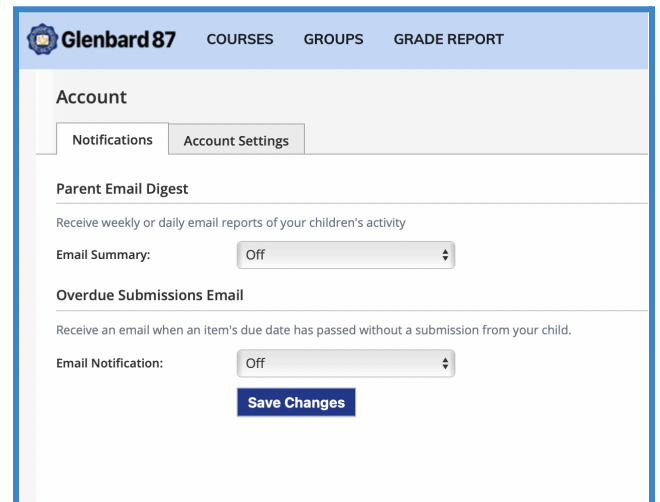 Glenbard 87 COURSES GROUPS GRADE REPORT
Account
Notifications Account Settings
Parent Email Digest
Receive weekly or daily email reports of your children's activity
Email Summary: Off
Overdue Submissions Email
Receive an email when an item's due date has passed without a submission from your child.
Email Notification: Off
Save Changes